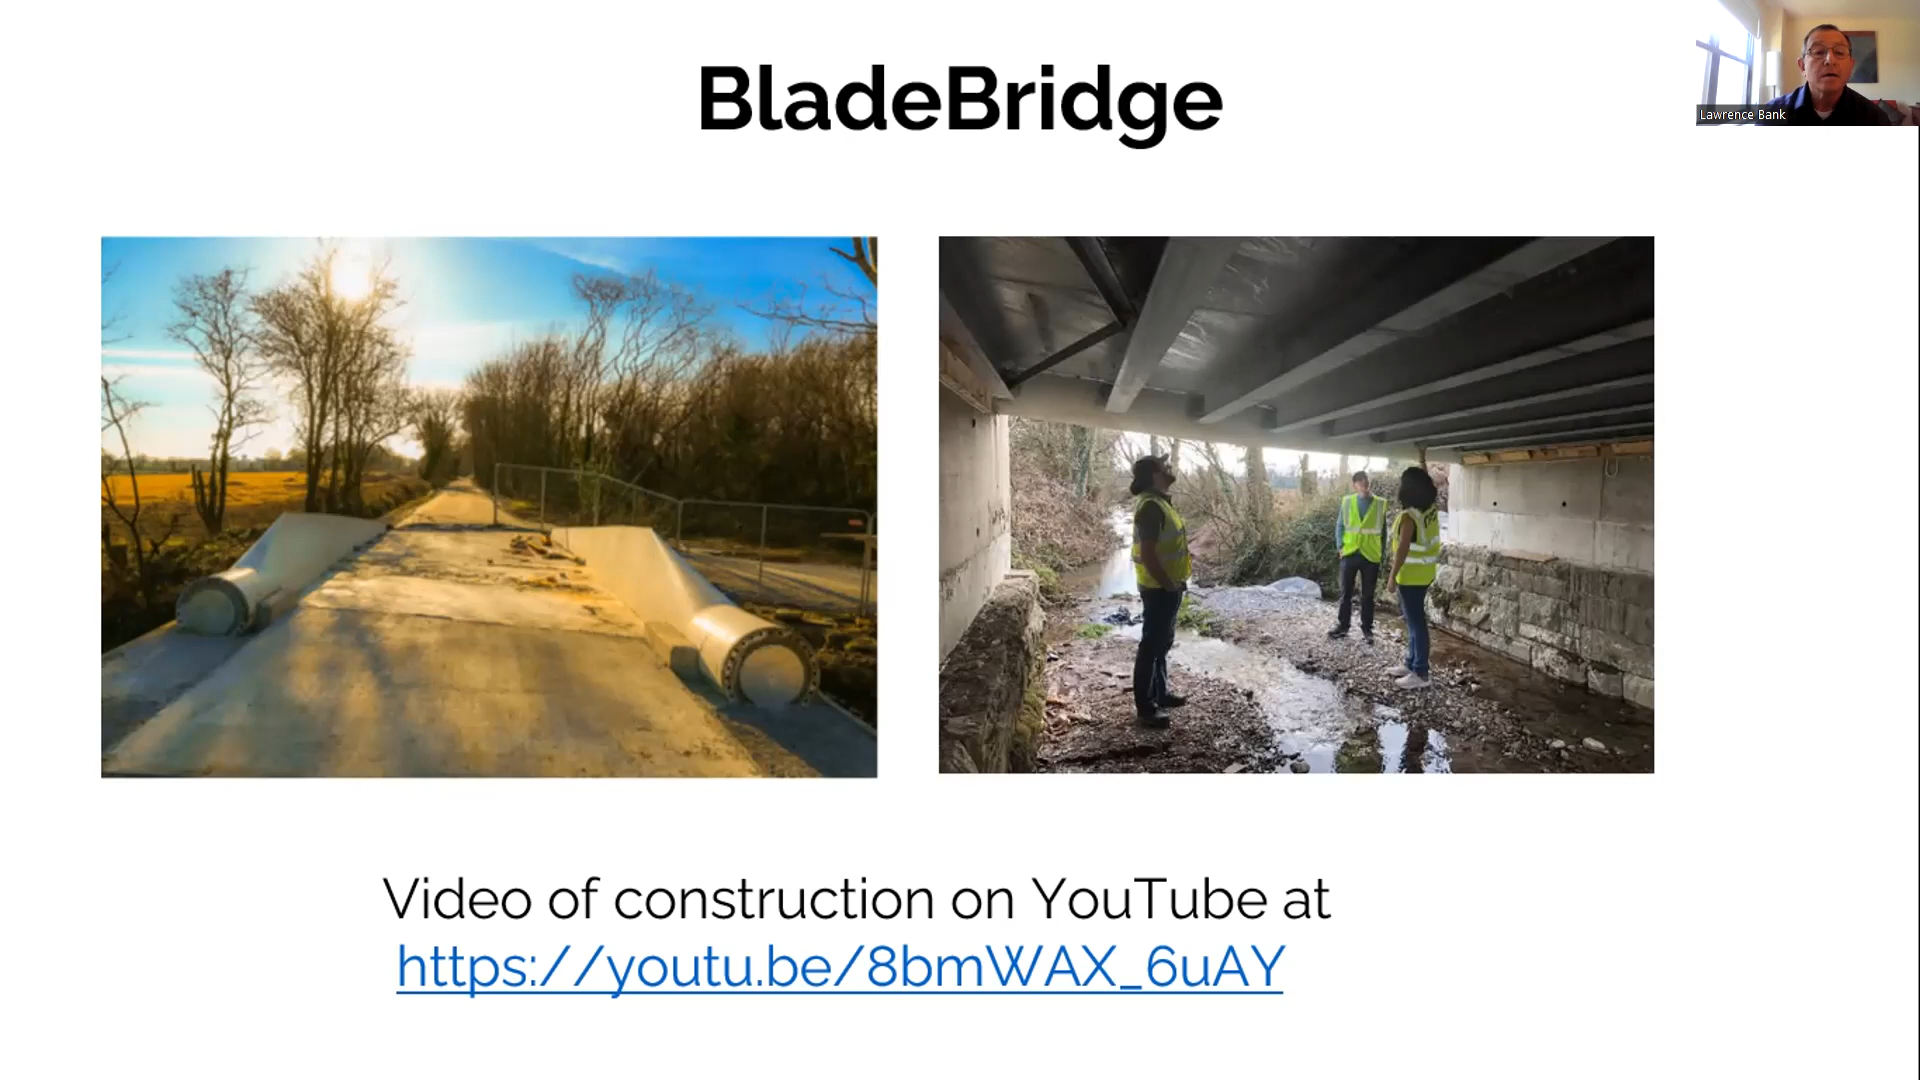 BladeBridge
Lawrence Bank
Video of construction on YouTube at
https://youtu.be/8bmWAX_6uAY